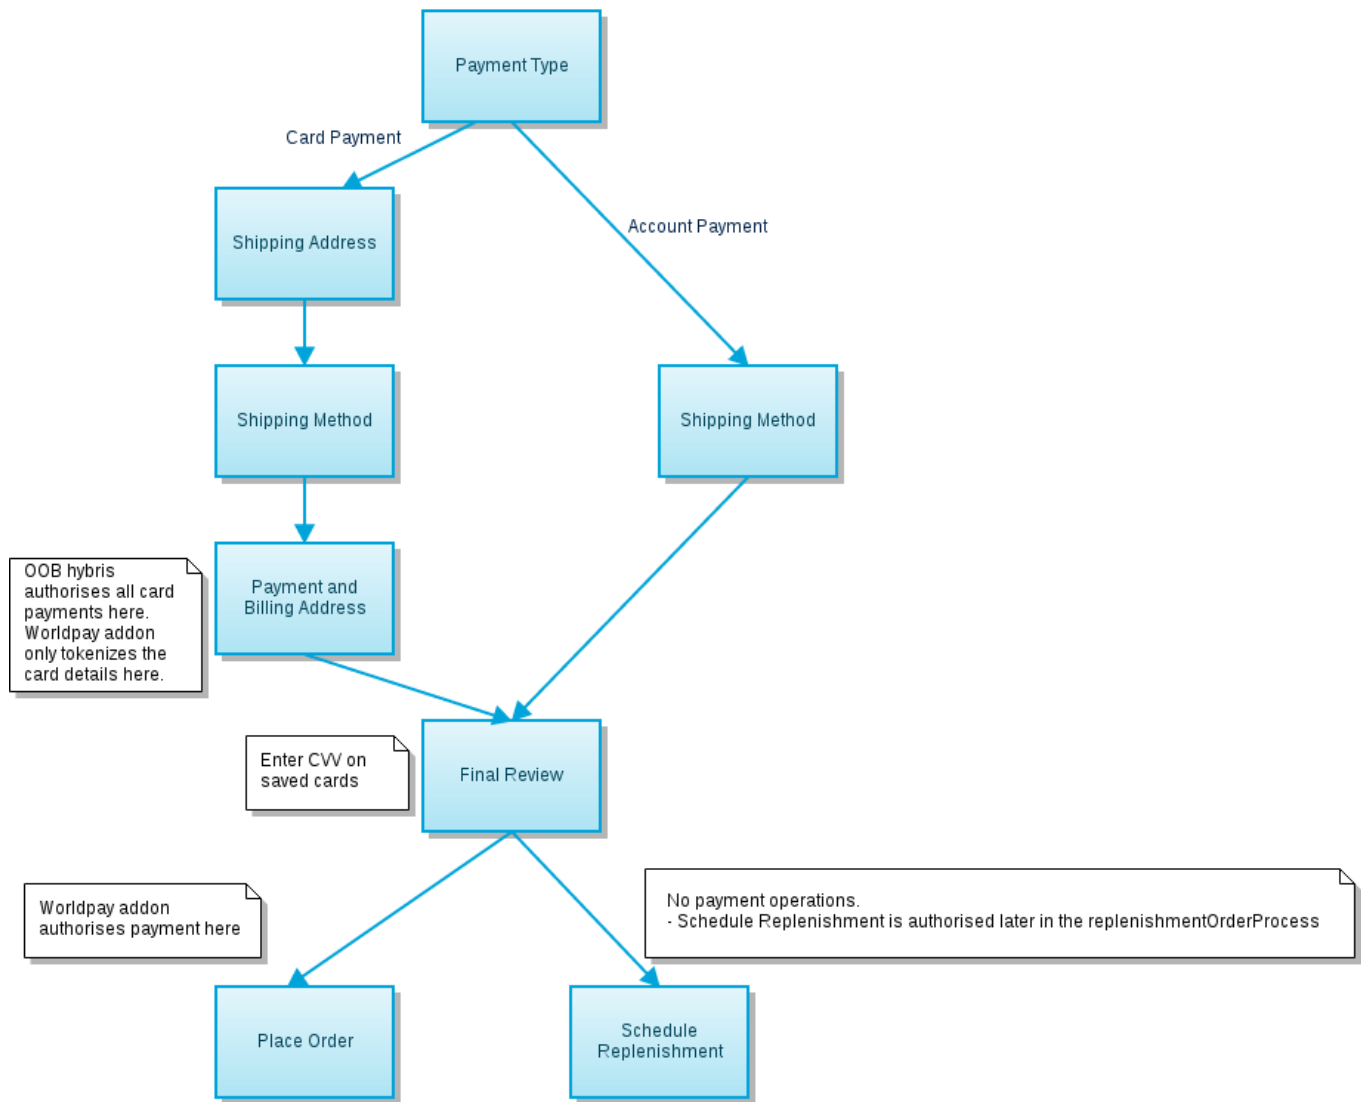 Payment Type
Card Payment
Account Payment
Shipping Address
Shipping Method
Shipping Method
OOB hybris
authorises all card
payments here.
Worldpay addon
only tokenizes the
card details here.
Payment and
Billing Address
Enter CVV on
saved cards
Final Review
Worldpay addon
authorises payment here
No payment operations.
- Schedule Replenishment is authorised later in the replenishmentOrderProcess
Place Order
Schedule
Replenishment